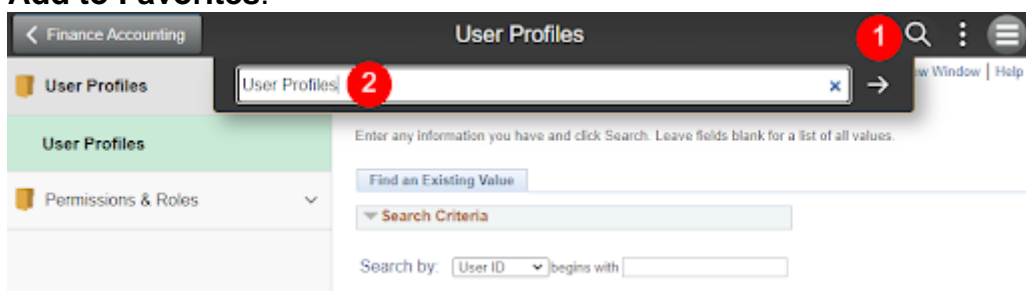 Add to Favorites.
Finance Accounting
User Profiles
1
User Profiles
User Profiles
2
Window | Help
User Profiles
Enter any information you have and click Search. Leave fields blank for a list of all values.
Find an Existing Value
Permissions & Roles
Search Criteria
Search by: User ID begins with